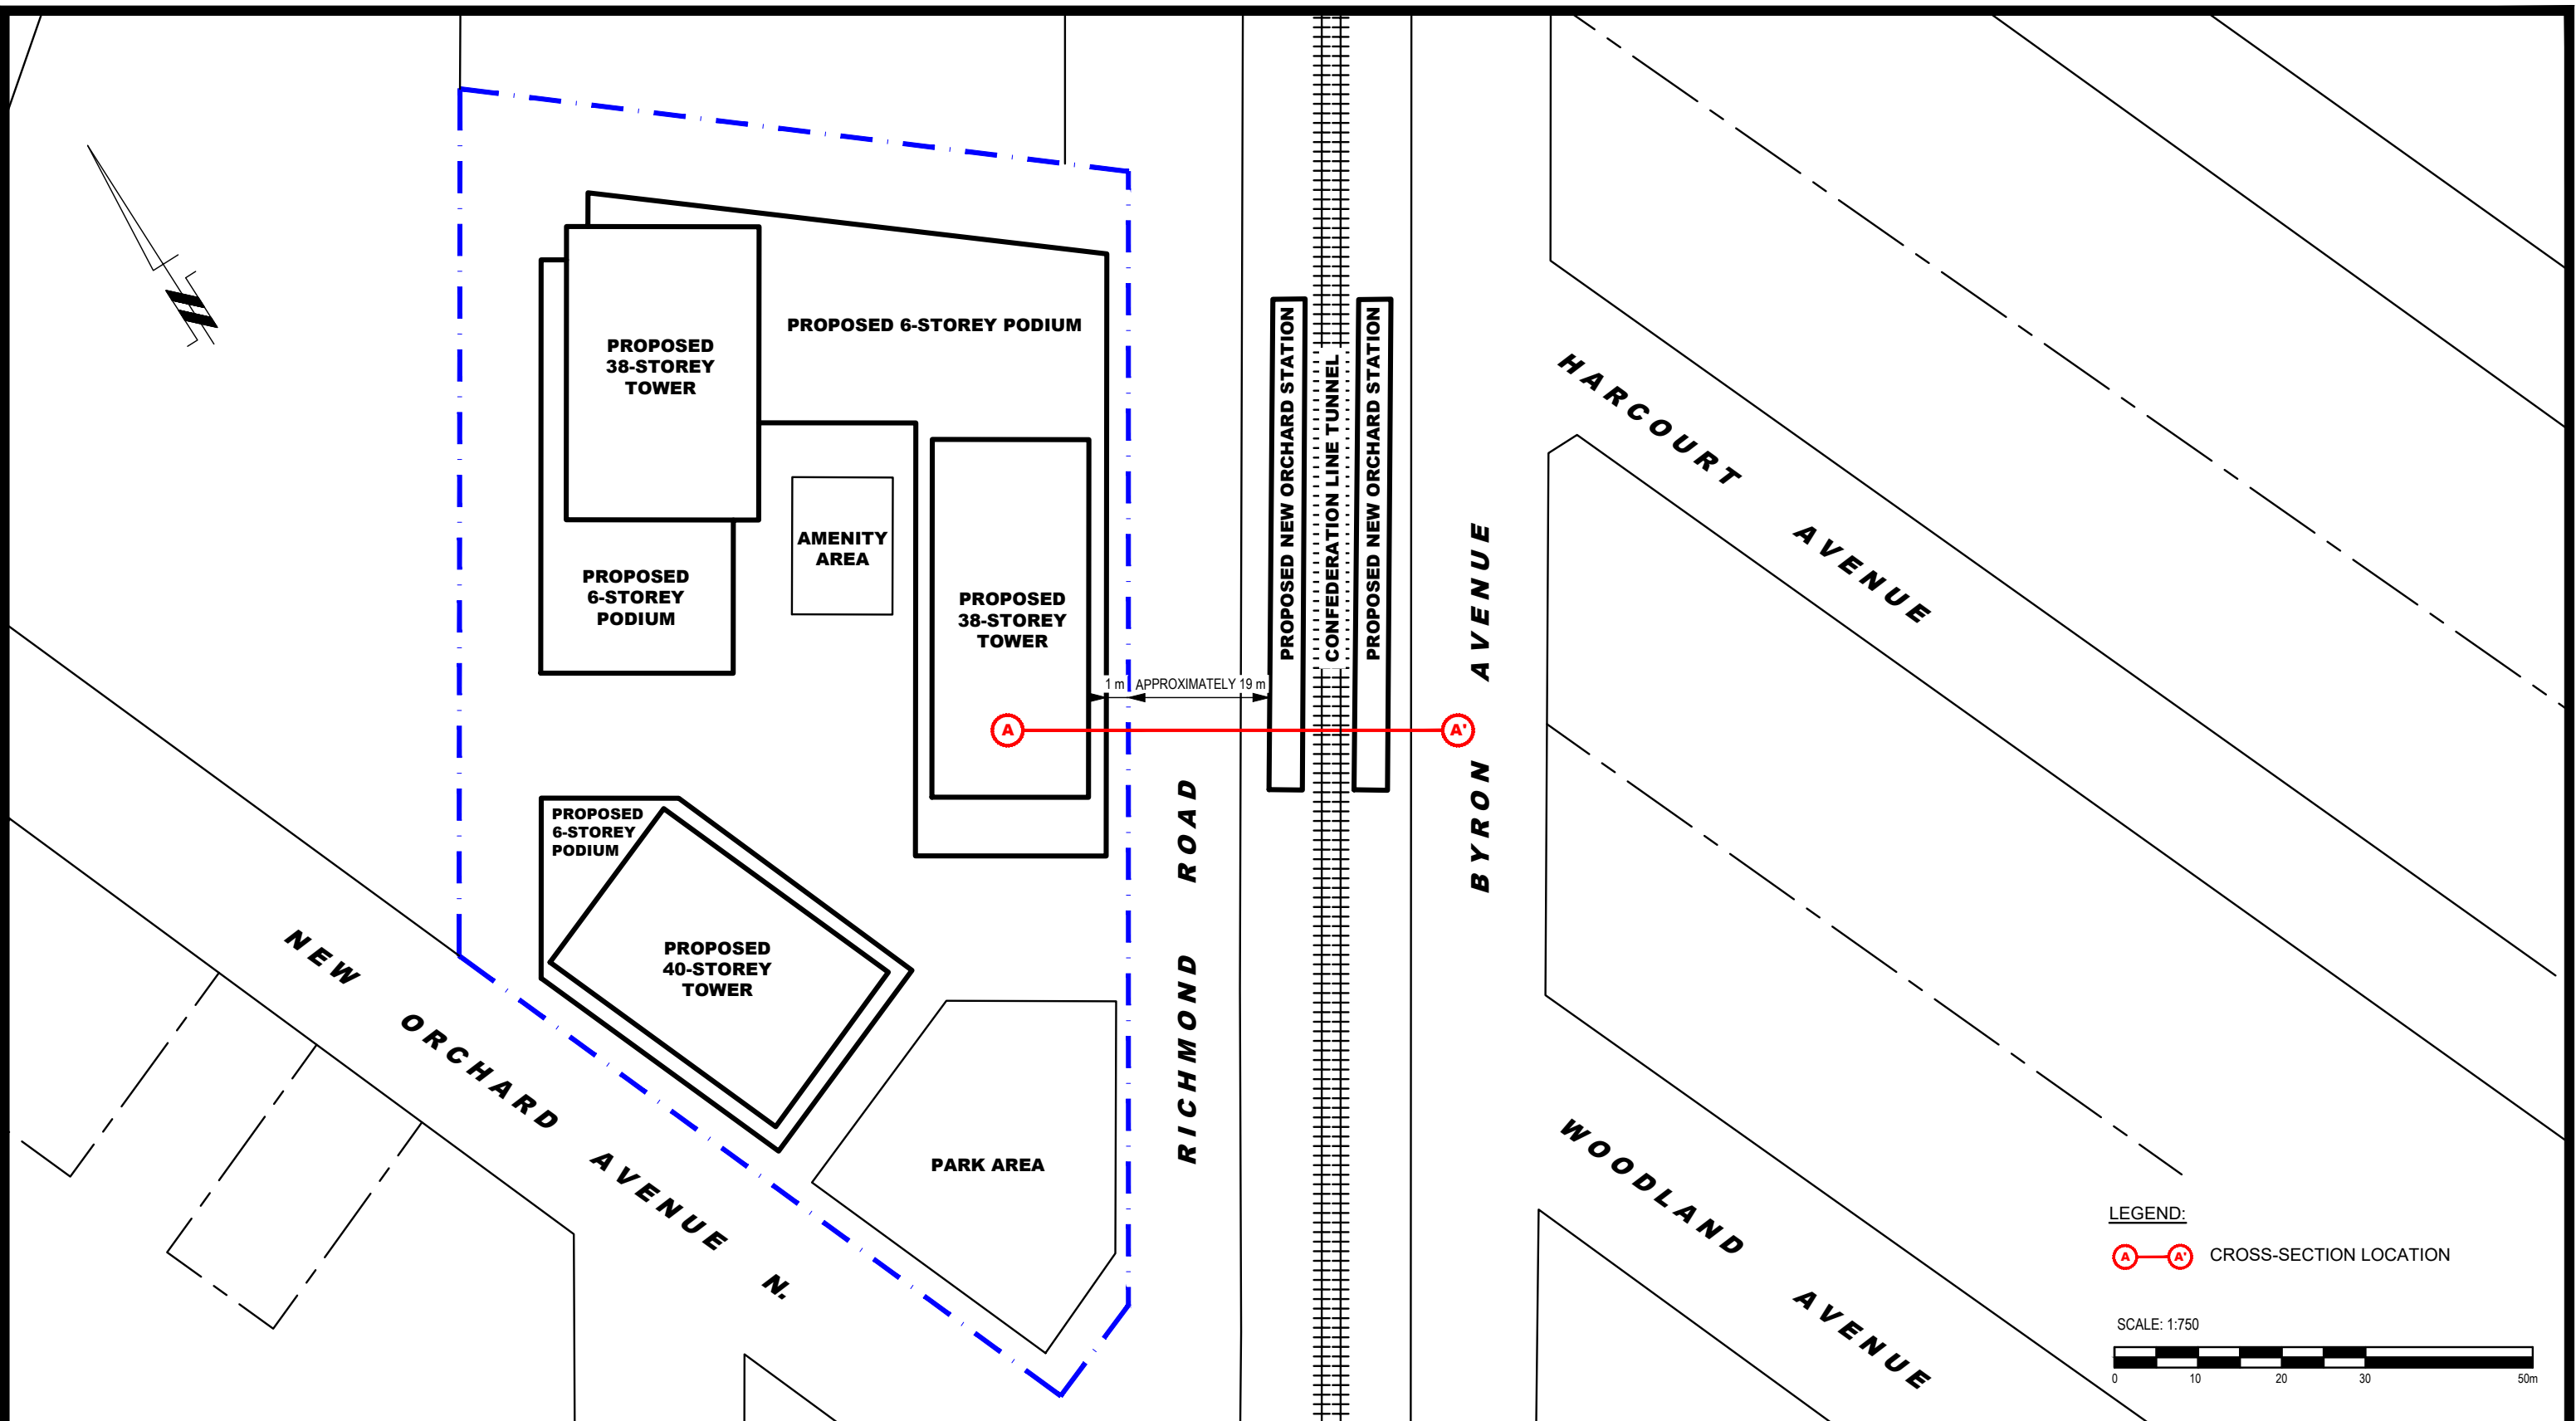 PROPOSED 6-STOREY PODIUM
PROPOSED
38-STOREY
TOWER
AMENITY
AREA
PROPOSED
6-STOREY
PODIUM
PROPOSED
38-STOREY
TOWER
PROPOSED NEW ORCHARD STATION
CONFEDERATION LINE TUNNEL
PROPOSED NEW ORCHARD STATION
1 m
APPROXIMATELY 19 m
A
A'
PROPOSED
6-STOREY
PODIUM
PROPOSED
40-STOREY
TOWER
PARK AREA
NEW ORCHARD AVENUE N.
RICHMOND ROAD
BYRON AVENUE
HARCOURT AVENUE
WOODLAND AVENUE
N
LEGEND:
A A' CROSS-SECTION LOCATION
SCALE: 1:750
0 10 20 30 50m